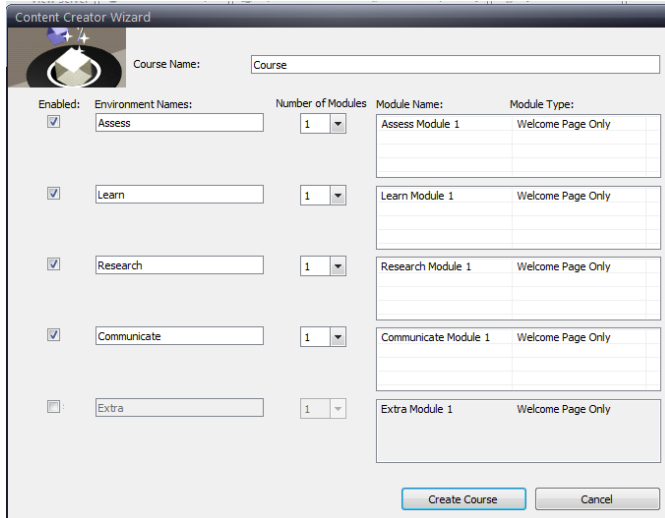 Content Creator Wizard
Course Name: Course
Enabled: Environment Names: Number of Modules Module Name: Module Type:
Assess 1 Assess Module 1 Welcome Page Only
Learn 1 Learn Module 1 Welcome Page Only
Research 1 Research Module 1 Welcome Page Only
Communicate 1 Communicate Module 1 Welcome Page Only
Extra 1 Extra Module 1 Welcome Page Only
Create Course Cancel